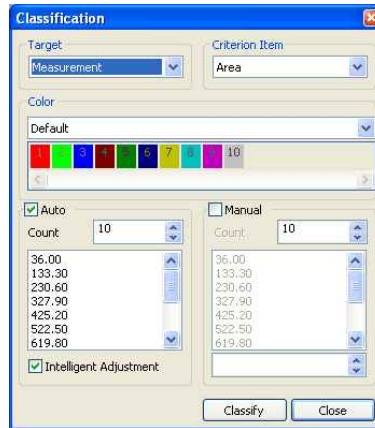 Classification
Target
Measurement
Criterion Item
Area
Color
Default
1 2 3 4 5 6 7 8 9 10
Auto
Count 10
36.00
133.30
230.60
327.90
425.20
522.50
619.80
Intelligent Adjustment
Manual
Count 10
36.00
133.30
230.60
327.90
425.20
522.50
619.80
Classify
Close